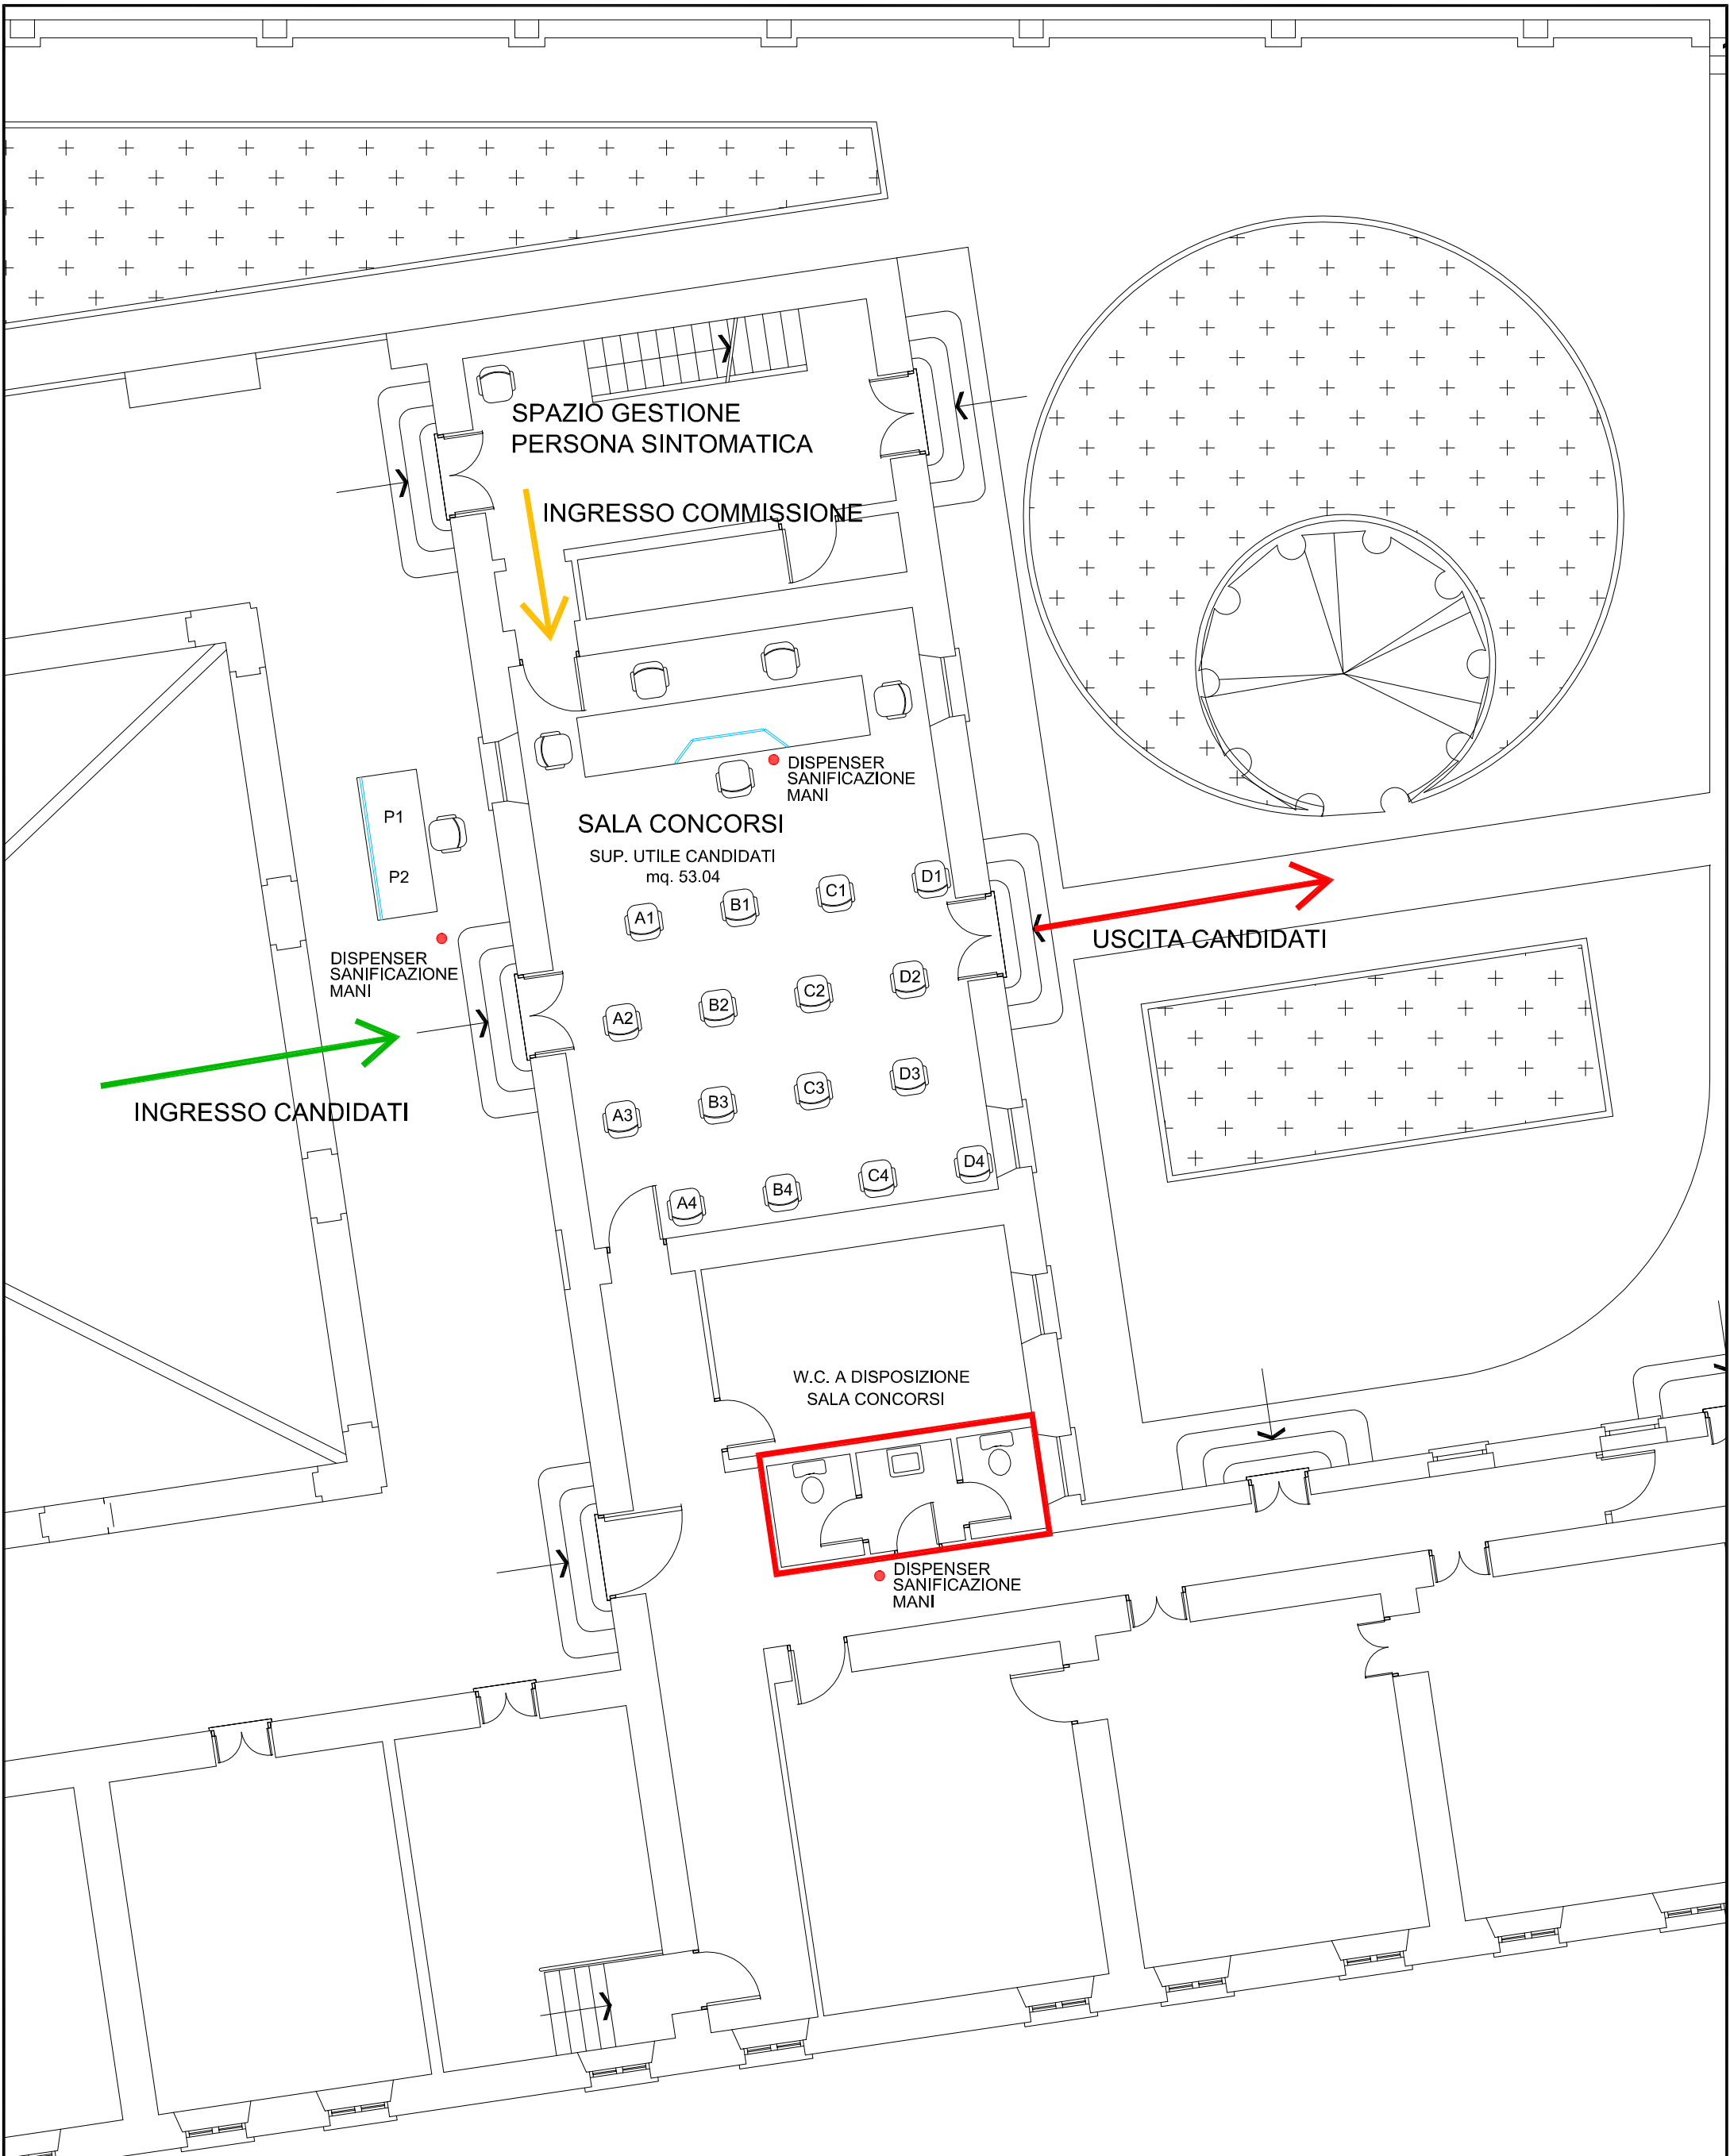 SPAZIO GESTIONE
PERSONA SINTOMATICA
INGRESSO COMMISSIONE
DISPENSER
SANIFICAZIONE
MANI
P1
P2
SALA CONCORSI
SUP. UTILE CANDIDATI
mq. 53.04
A1
B1
C1
D1
USCITA CANDIDATI
DISPENSER
SANIFICAZIONE
MANI
A2
B2
C2
D2
INGRESSO CANDIDATI
A3
B3
C3
D3
A4
B4
C4
D4
W.C. A DISPOSIZIONE
SALA CONCORSI
DISPENSER
SANIFICAZIONE
MANI